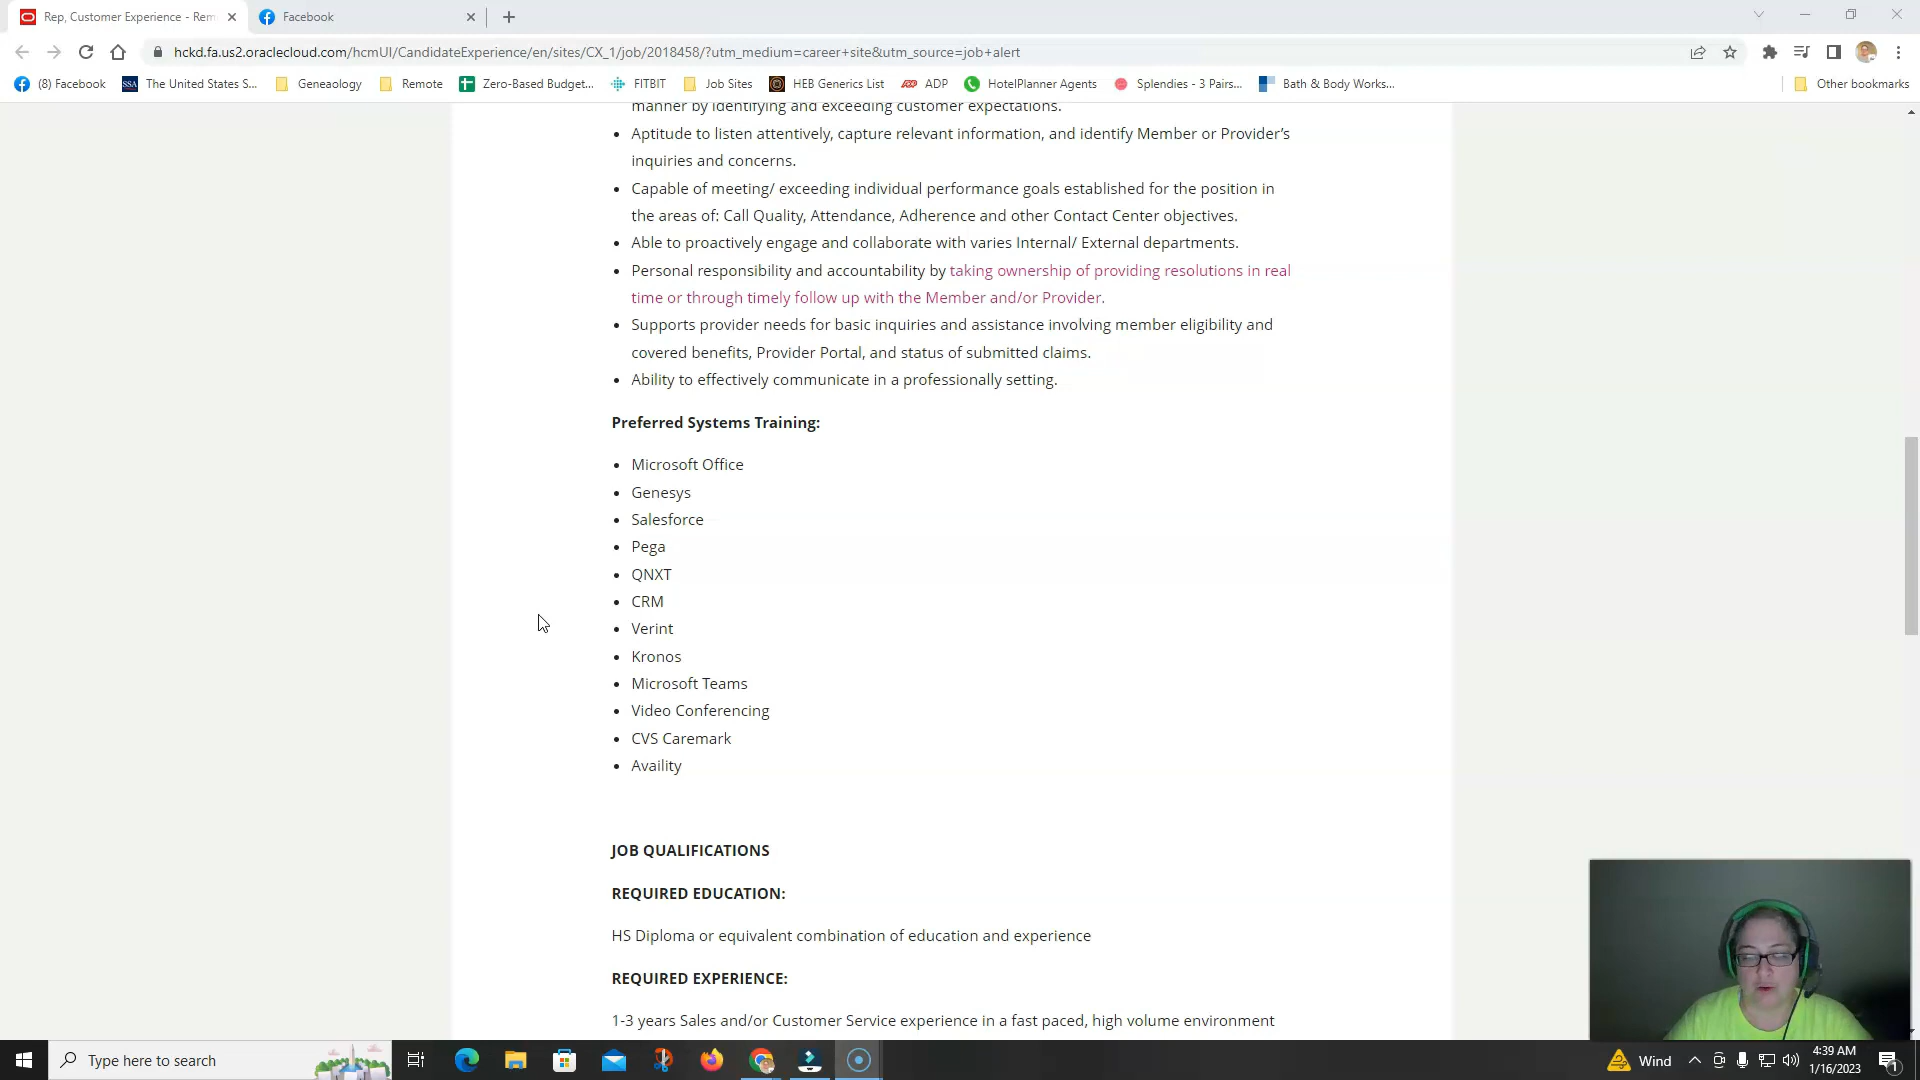 Rep, Customer Experience - Rem
Facebook
hckd.fa.us2.oraclecloud.com/hcmUI/CandidateExperience/en/sites/CX_1/job/2018458/?utm_medium=career+site&utm_source=job+alert
(8) Facebook
SSA
The United States S...
Geneaology
Remote
Zero-Based Budget...
FITBIT
Job Sites
HEB Generics List
ADP
HotelPlanner Agents
Splendies - 3 Pairs...
Bath & Body Works...
Other bookmarks
manner by identifying and exceeding customer expectations.
• Aptitude to listen attentively, capture relevant information, and identify Member or Provider’s
inquiries and concerns.
• Capable of meeting/ exceeding individual performance goals established for the position in
the areas of: Call Quality, Attendance, Adherence and other Contact Center objectives.
• Able to proactively engage and collaborate with varies Internal/ External departments.
• Personal responsibility and accountability by taking ownership of providing resolutions in real
time or through timely follow up with the Member and/or Provider.
• Supports provider needs for basic inquiries and assistance involving member eligibility and
covered benefits, Provider Portal, and status of submitted claims.
• Ability to effectively communicate in a professionally setting.
Preferred Systems Training:
• Microsoft Office
• Genesys
• Salesforce
• Pega
• QNXT
• CRM
• Verint
• Kronos
• Microsoft Teams
• Video Conferencing
• CVS Caremark
• Availity
JOB QUALIFICATIONS
REQUIRED EDUCATION:
HS Diploma or equivalent combination of education and experience
REQUIRED EXPERIENCE:
1-3 years Sales and/or Customer Service experience in a fast paced, high volume environment
Type here to search
Wind
4:39 AM
1/16/2023
1